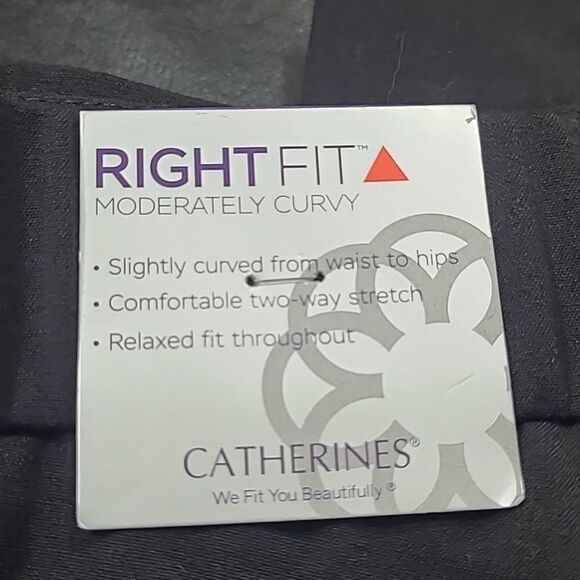 RIGHT FIT™
MODERATELY CURVY
• Slightly curved from waist to hips
• Comfortable two-way stretch
• Relaxed fit throughout
CATHERINES®
We Fit You Beautifully®